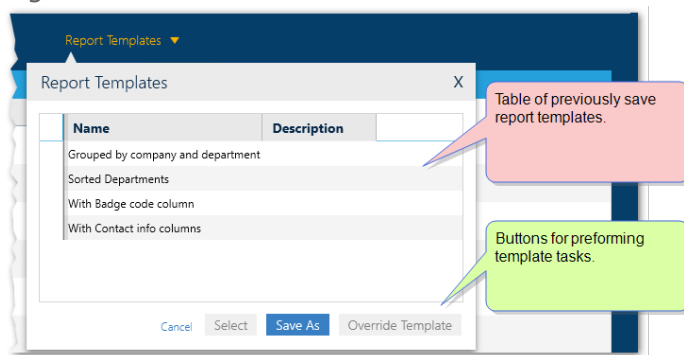 Report Templates ▼
Report Templates X
Table of previously save
report templates.
Name Description
Grouped by company and department
Sorted Departments
With Badge code column
With Contact info columns
Buttons for preforming
template tasks.
Cancel Select Save As Override Template